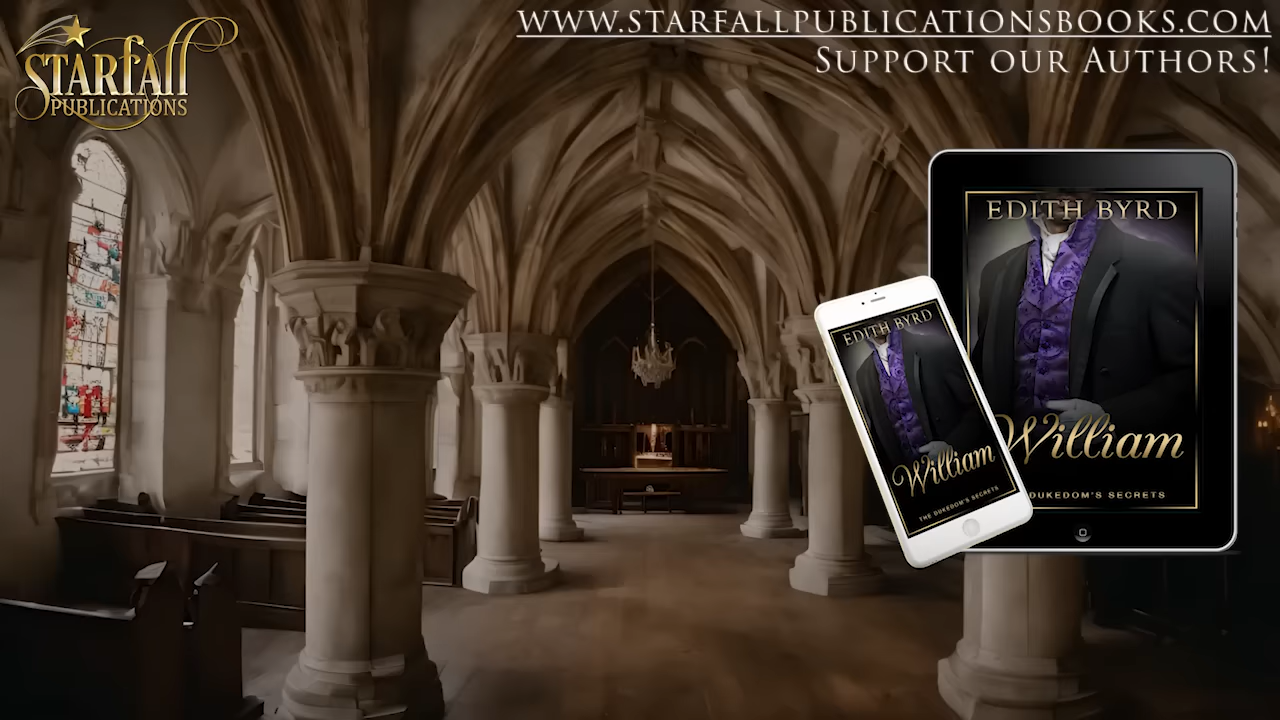 STARfall
PUBLICATIONS
WWW.STARFALLPUBLICATIONSBOOKS.COM
SUPPORT OUR AUTHORS!
EDITH BYRD
William
DUKEDOM'S SECRETS
EDITH BYRD
William
THE DUKEDOM'S SECRETS